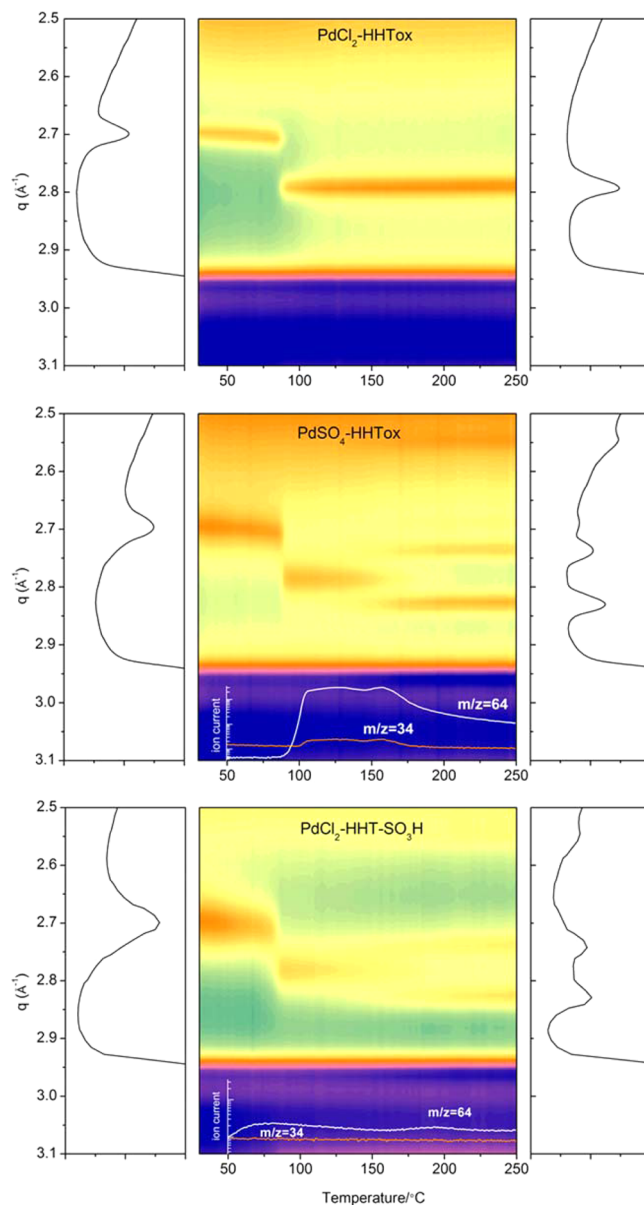 PdCl₂-HHTox
2.5
2.6
2.7
2.8
2.9
3.0
3.1
q (Å⁻¹)
50 100 150 200 250
PdSO₄-HHTox
2.5
2.6
2.7
2.8
2.9
3.0
3.1
q (Å⁻¹)
ion current
m/z=64
m/z=34
50 100 150 200 250
PdCl₂-HHT-SO₃H
2.5
2.6
2.7
2.8
2.9
3.0
3.1
q (Å⁻¹)
ion current
m/z=64
m/z=34
50 100 150 200 250
Temperature/°C